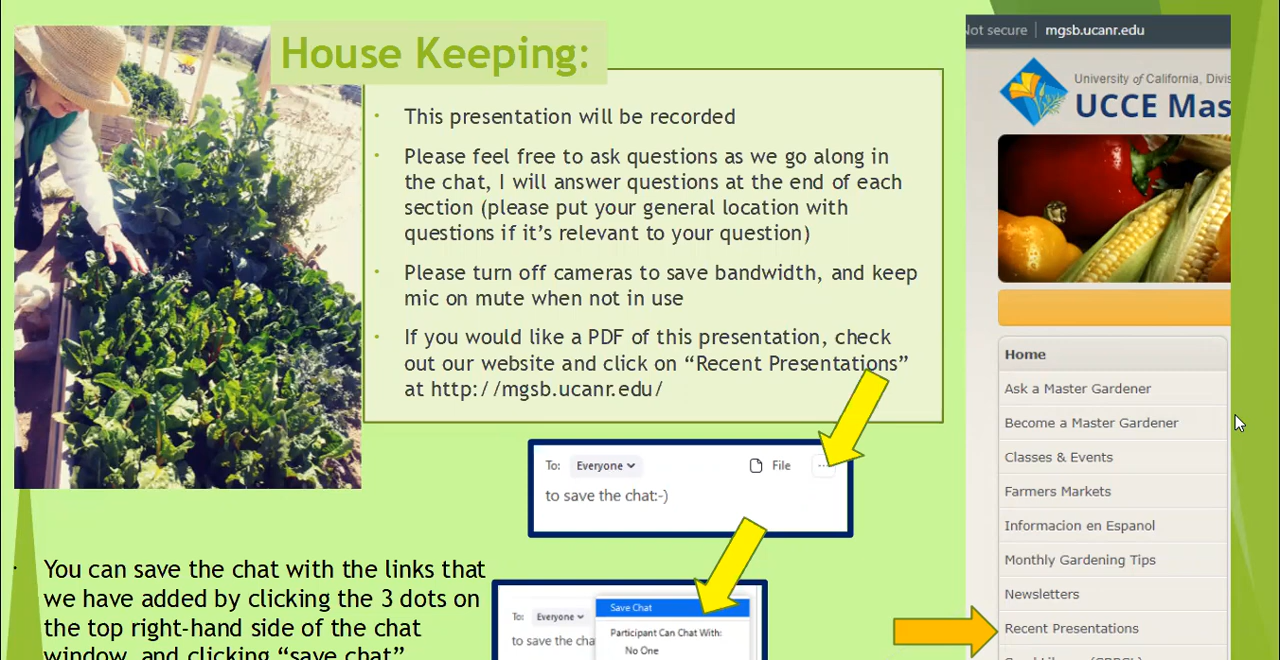 House Keeping:
This presentation will be recorded
Please feel free to ask questions as we go along in
the chat, I will answer questions at the end of each
section (please put your general location with
questions if it’s relevant to your question)
Please turn off cameras to save bandwidth, and keep
mic on mute when not in use
If you would like a PDF of this presentation, check
out our website and click on “Recent Presentations”
at http://mgsb.ucanr.edu/
To: Everyone File ...
to save the chat:-)
You can save the chat with the links that
we have added by clicking the 3 dots on
the top right-hand side of the chat
window, and clicking “save chat”
To: Everyone
to save the cha
Save Chat
Participant Can Chat With:
No One
Not secure mgsb.ucanr.edu
University of California, Divis
UCCE Mas
Home
Ask a Master Gardener
Become a Master Gardener
Classes & Events
Farmers Markets
Informacion en Espanol
Monthly Gardening Tips
Newsletters
Recent Presentations